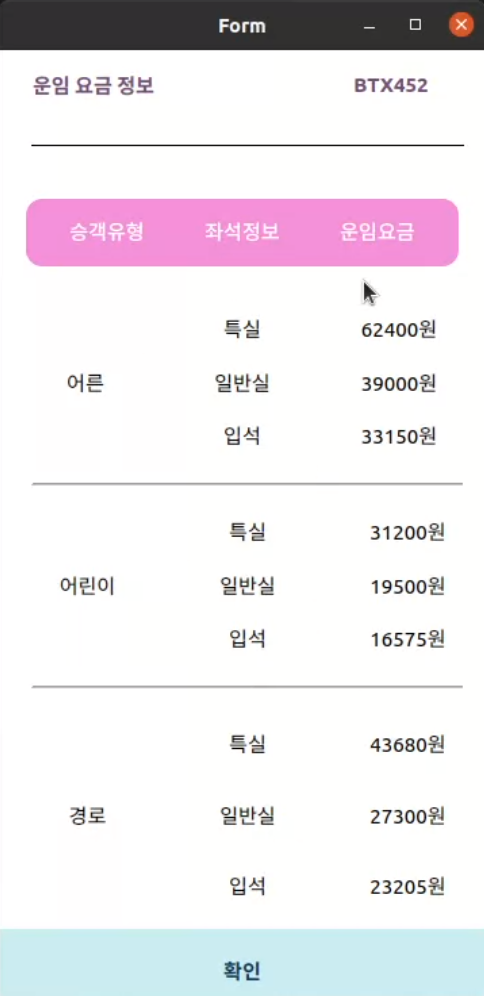 Form
운임 요금 정보 BTX452
승객유형 좌석정보 운임요금
특실 62400원
어른 일반실 39000원
입석 33150원
특실 31200원
어린이 일반실 19500원
입석 16575원
특실 43680원
경로 일반실 27300원
입석 23205원
확인